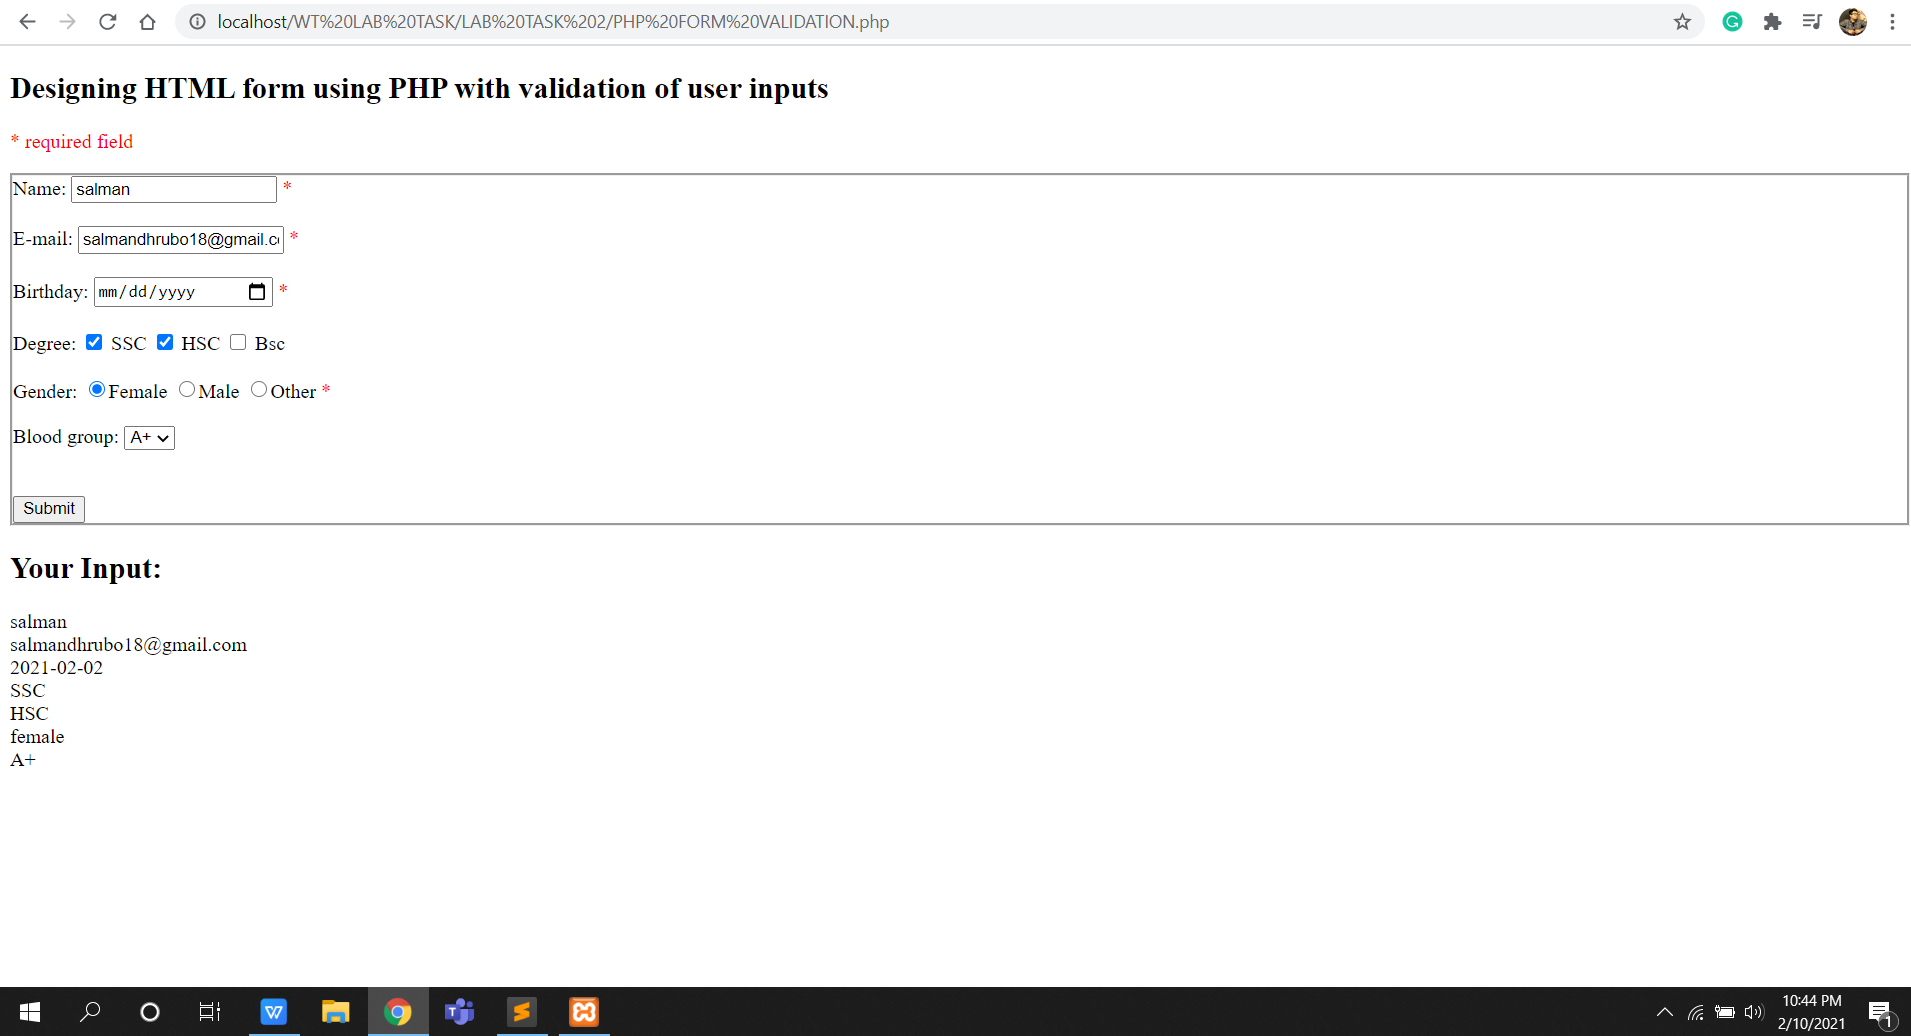 localhost/WT%20LAB%20TASK/LAB%20TASK%202/PHP%20FORM%20VALIDATION.php
Designing HTML form using PHP with validation of user inputs
* required field
Name: salman *
E-mail: salmandhrubo18@gmail.c *
Birthday: mm/dd/yyyy *
Degree: SSC HSC Bsc
Gender: Female Male Other *
Blood group: A+
Submit
Your Input:
salman
salmandhrubo18@gmail.com
2021-02-02
SSC
HSC
female
A+
10:44 PM
2/10/2021
1